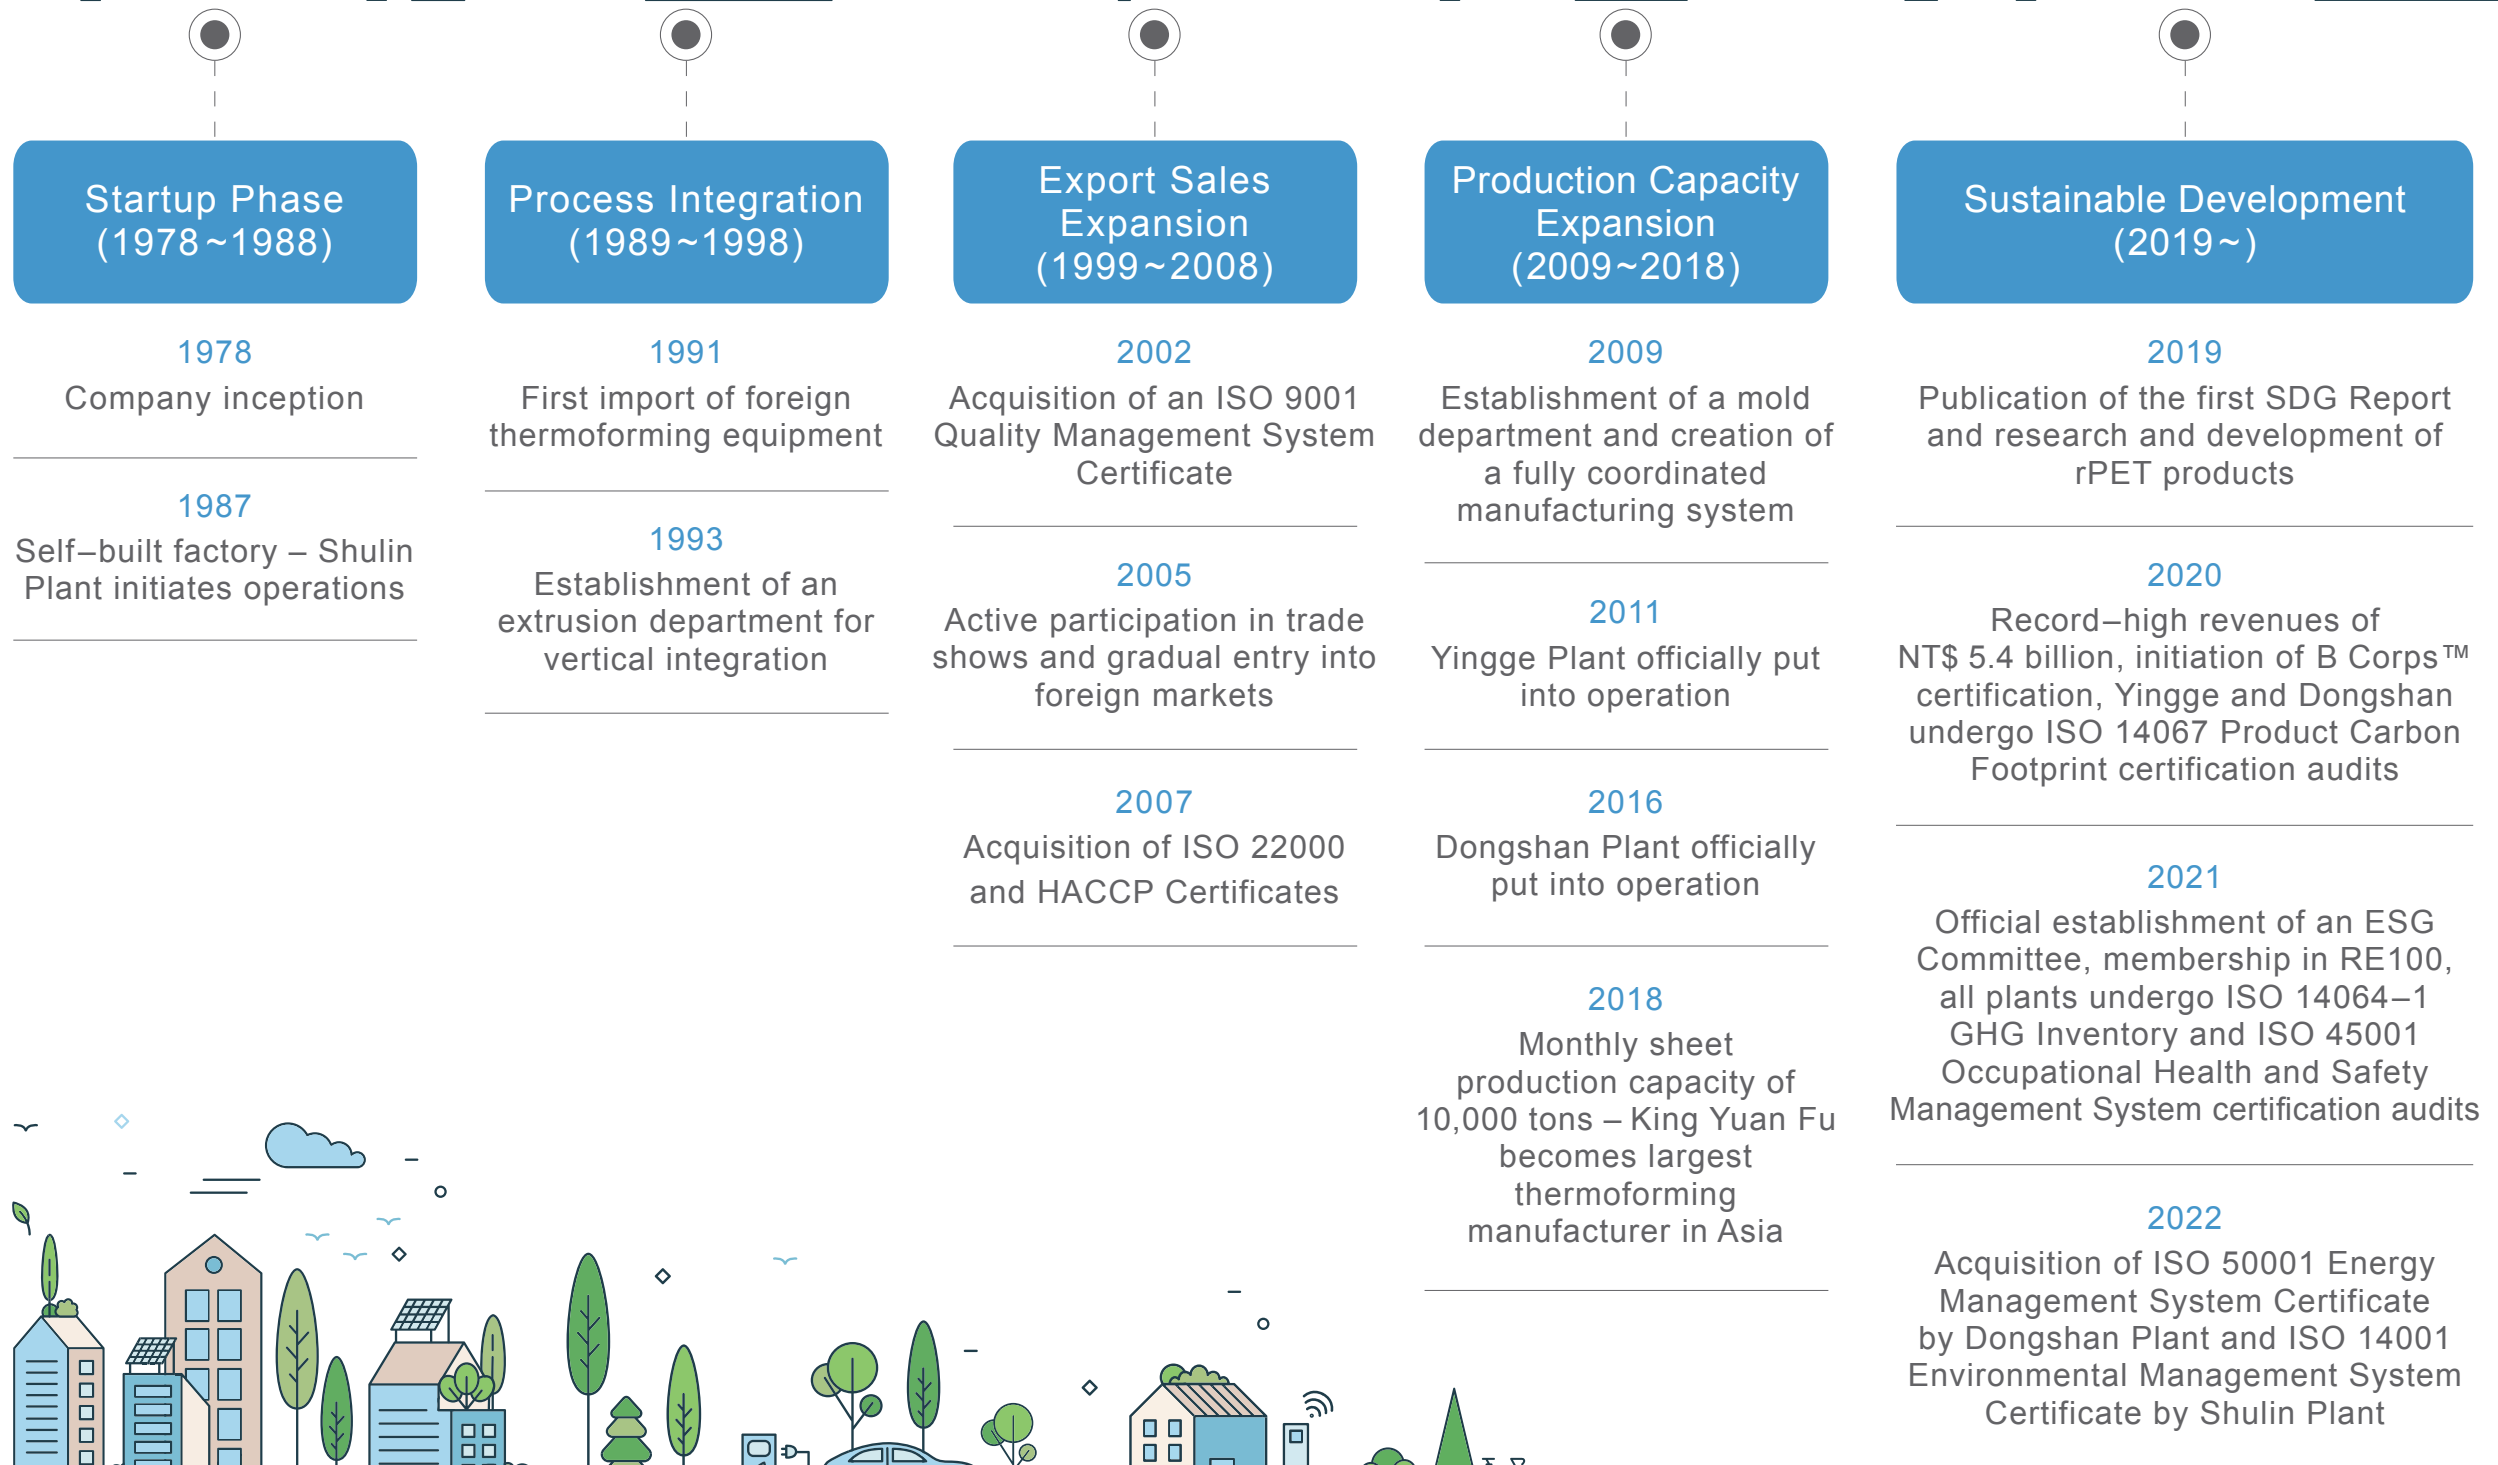 Startup Phase
(1978~1988)
1978
Company inception
1987
Self–built factory – Shulin
Plant initiates operations
Process Integration
(1989~1998)
1991
First import of foreign
thermoforming equipment
1993
Establishment of an
extrusion department for
vertical integration
Export Sales
Expansion
(1999~2008)
2002
Acquisition of an ISO 9001
Quality Management System
Certificate
2005
Active participation in trade
shows and gradual entry into
foreign markets
2007
Acquisition of ISO 22000
and HACCP Certificates
Production Capacity
Expansion
(2009~2018)
2009
Establishment of a mold
department and creation of
a fully coordinated
manufacturing system
2011
Yingge Plant officially put
into operation
2016
Dongshan Plant officially
put into operation
2018
Monthly sheet
production capacity of
10,000 tons – King Yuan Fu
becomes largest
thermoforming
manufacturer in Asia
Sustainable Development
(2019~)
2019
Publication of the first SDG Report
and research and development of
rPET products
2020
Record–high revenues of
NT$ 5.4 billion, initiation of B Corps™
certification, Yingge and Dongshan
undergo ISO 14067 Product Carbon
Footprint certification audits
2021
Official establishment of an ESG
Committee, membership in RE100,
all plants undergo ISO 14064–1
GHG Inventory and ISO 45001
Occupational Health and Safety
Management System certification audits
2022
Acquisition of ISO 50001 Energy
Management System Certificate
by Dongshan Plant and ISO 14001
Environmental Management System
Certificate by Shulin Plant